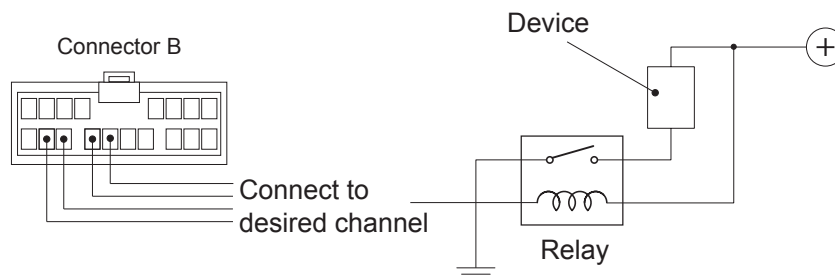 Device
Connector B
+
Connect to
desired channel
Relay